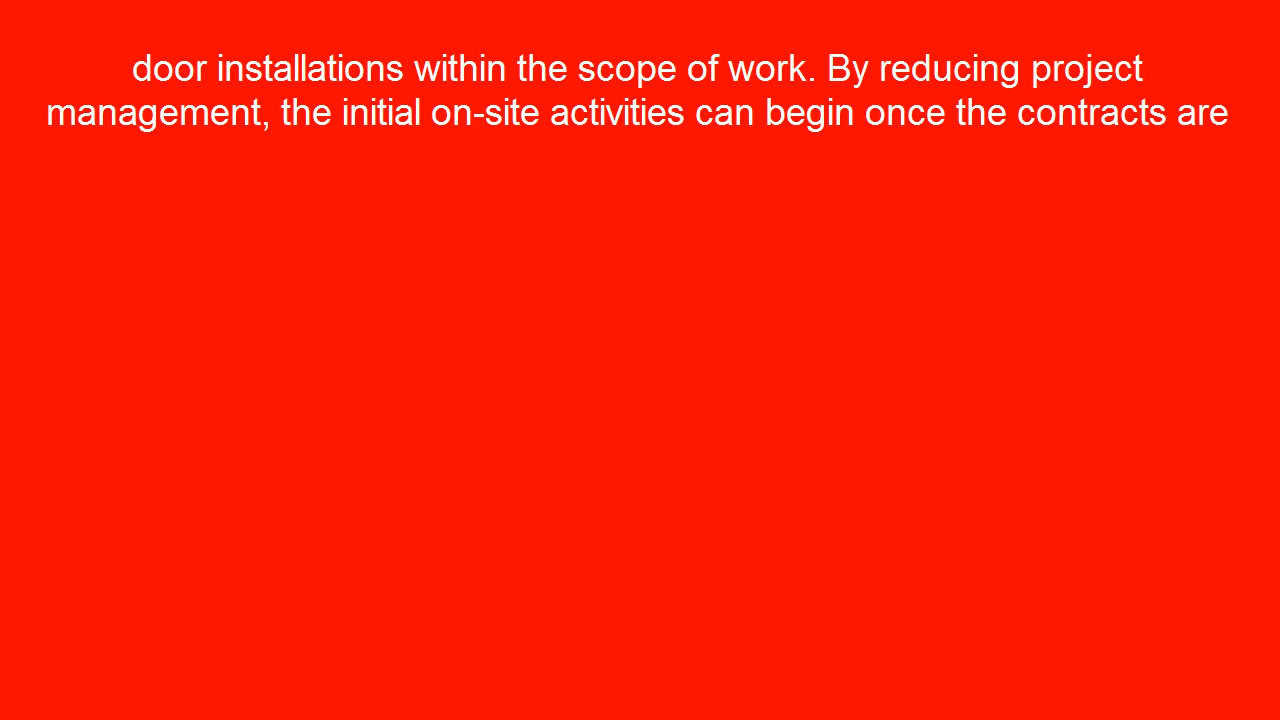 door installations within the scope of work. By reducing project
management, the initial on-site activities can begin once the contracts are